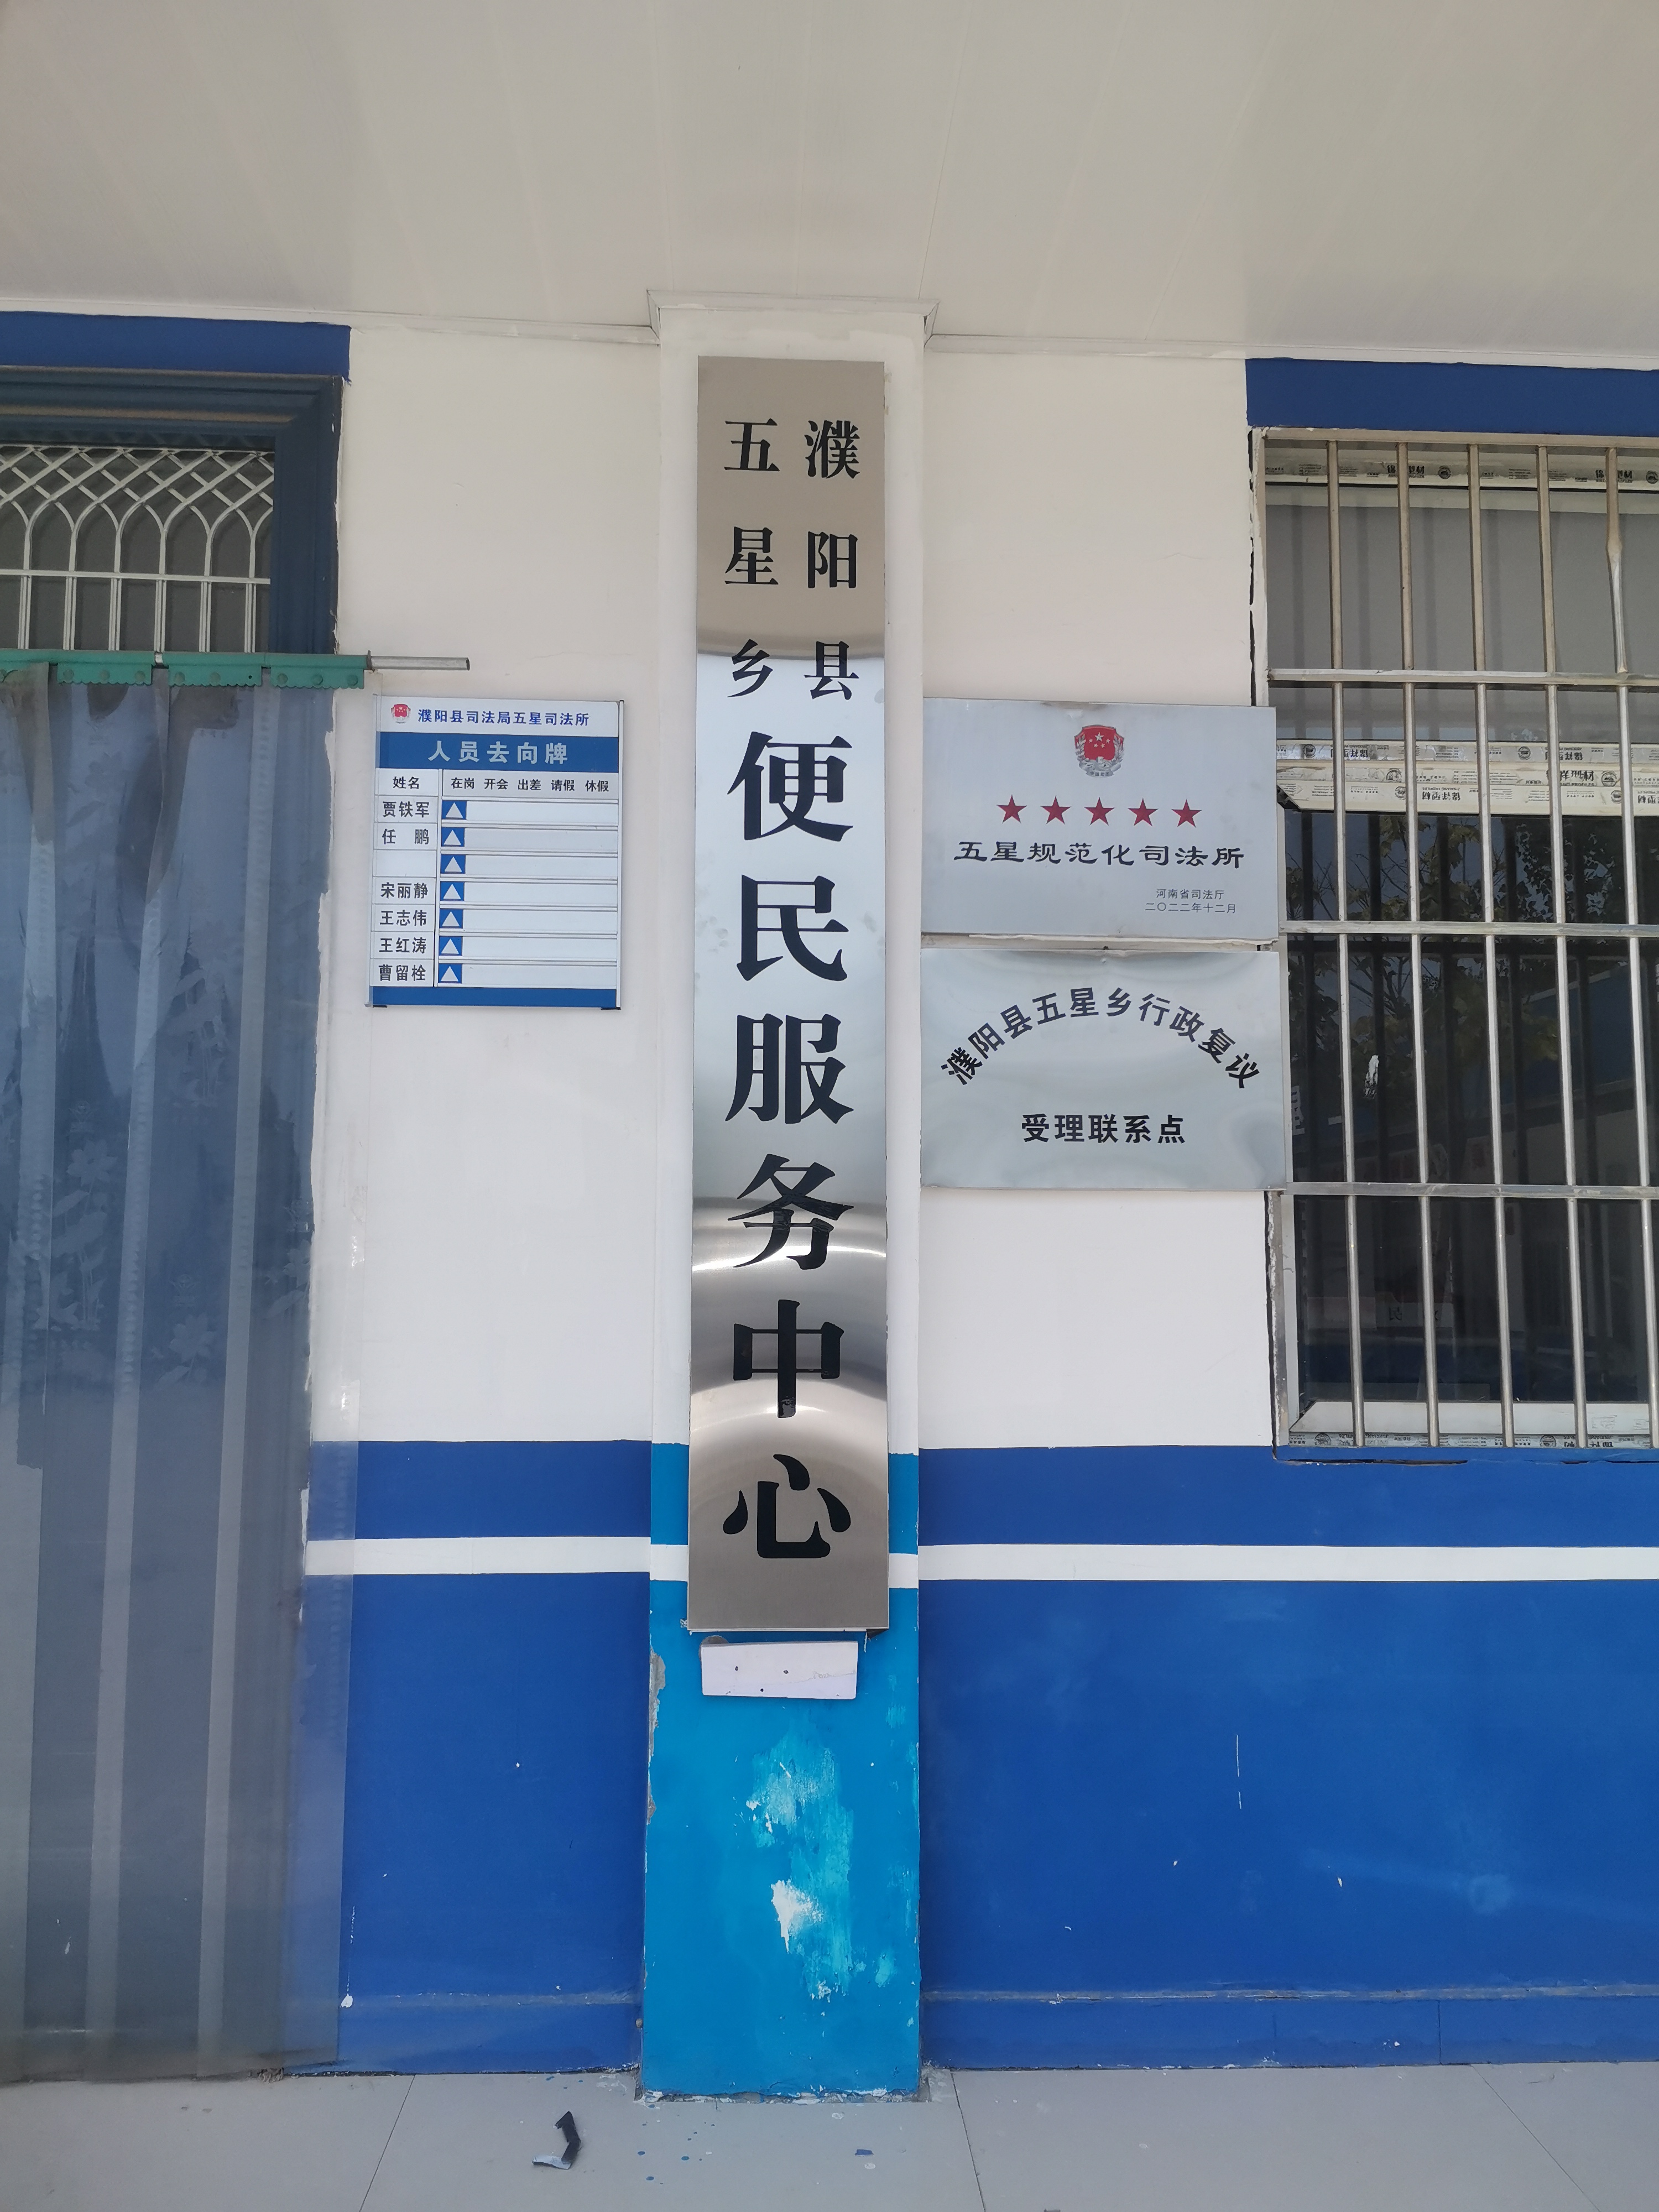 濮阳县
五星乡
便民服务中心
濮阳县司法局五星司法所
人员去向牌
姓名 在岗 开会 出差 请假 休假
贾铁军
任 鹏
宋丽静
王志伟
王红涛
曹留栓
五星规范化司法所
河南省司法厅
二〇二二年十二月
濮阳县五星乡行政复议
受理联系点